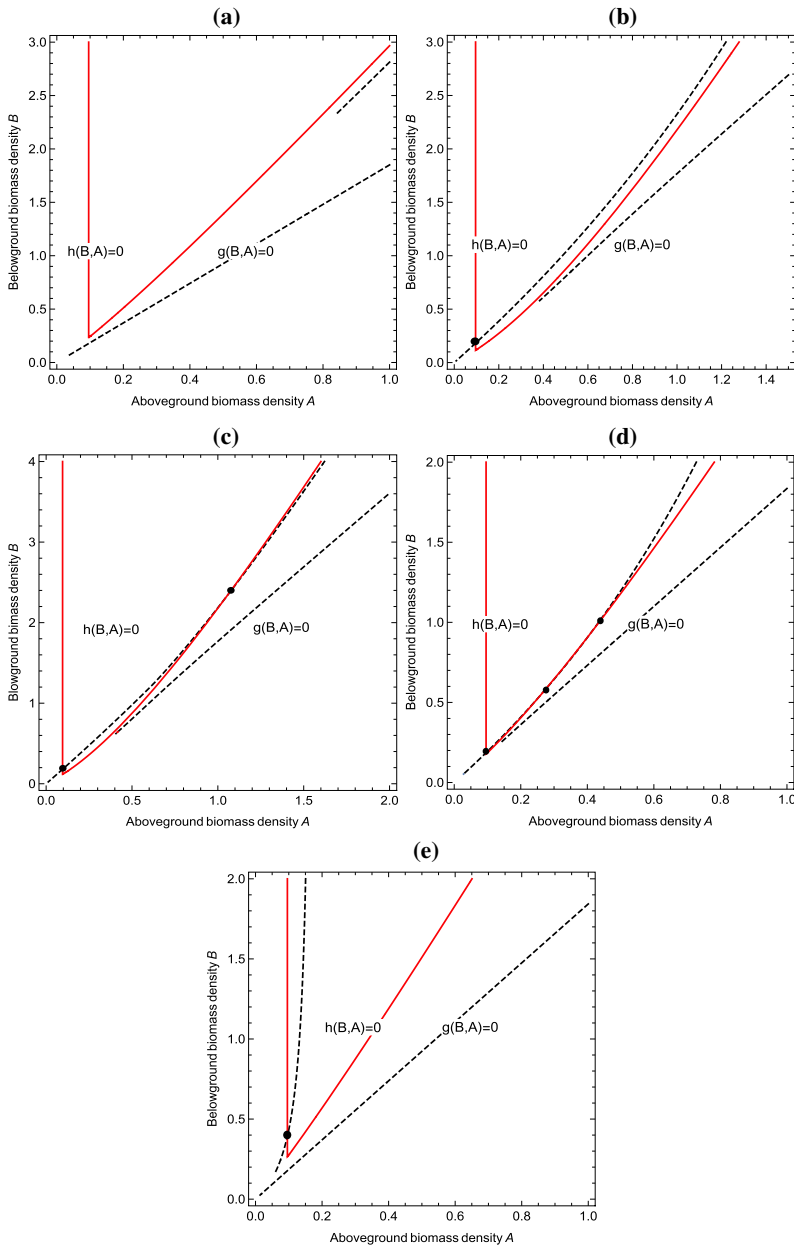 (a)
3.0
2.5
2.0
1.5
1.0
0.5
0.0
Belowground biomass density B
h(B,A)=0
g(B,A)=0
0.0 0.2 0.4 0.6 0.8 1.0
Aboveground biomass density A
(b)
3.0
2.5
2.0
1.5
1.0
0.5
0.0
Belowground biomass density B
h(B,A)=0
g(B,A)=0
0.0 0.2 0.4 0.6 0.8 1.0 1.2 1.4
Aboveground biomass density A
(c)
4
3
2
1
0
Blowground bimass density B
h(B,A)=0
g(B,A)=0
0.0 0.5 1.0 1.5 2.0
Aboveground biomass density A
(d)
2.0
1.5
1.0
0.5
0.0
Belowground biomass density B
h(B,A)=0
g(B,A)=0
0.0 0.2 0.4 0.6 0.8 1.0
Aboveground biomass density A
(e)
2.0
1.5
1.0
0.5
0.0
Belowground biomass density B
h(B,A)=0
g(B,A)=0
0.0 0.2 0.4 0.6 0.8 1.0
Aboveground biomass density A